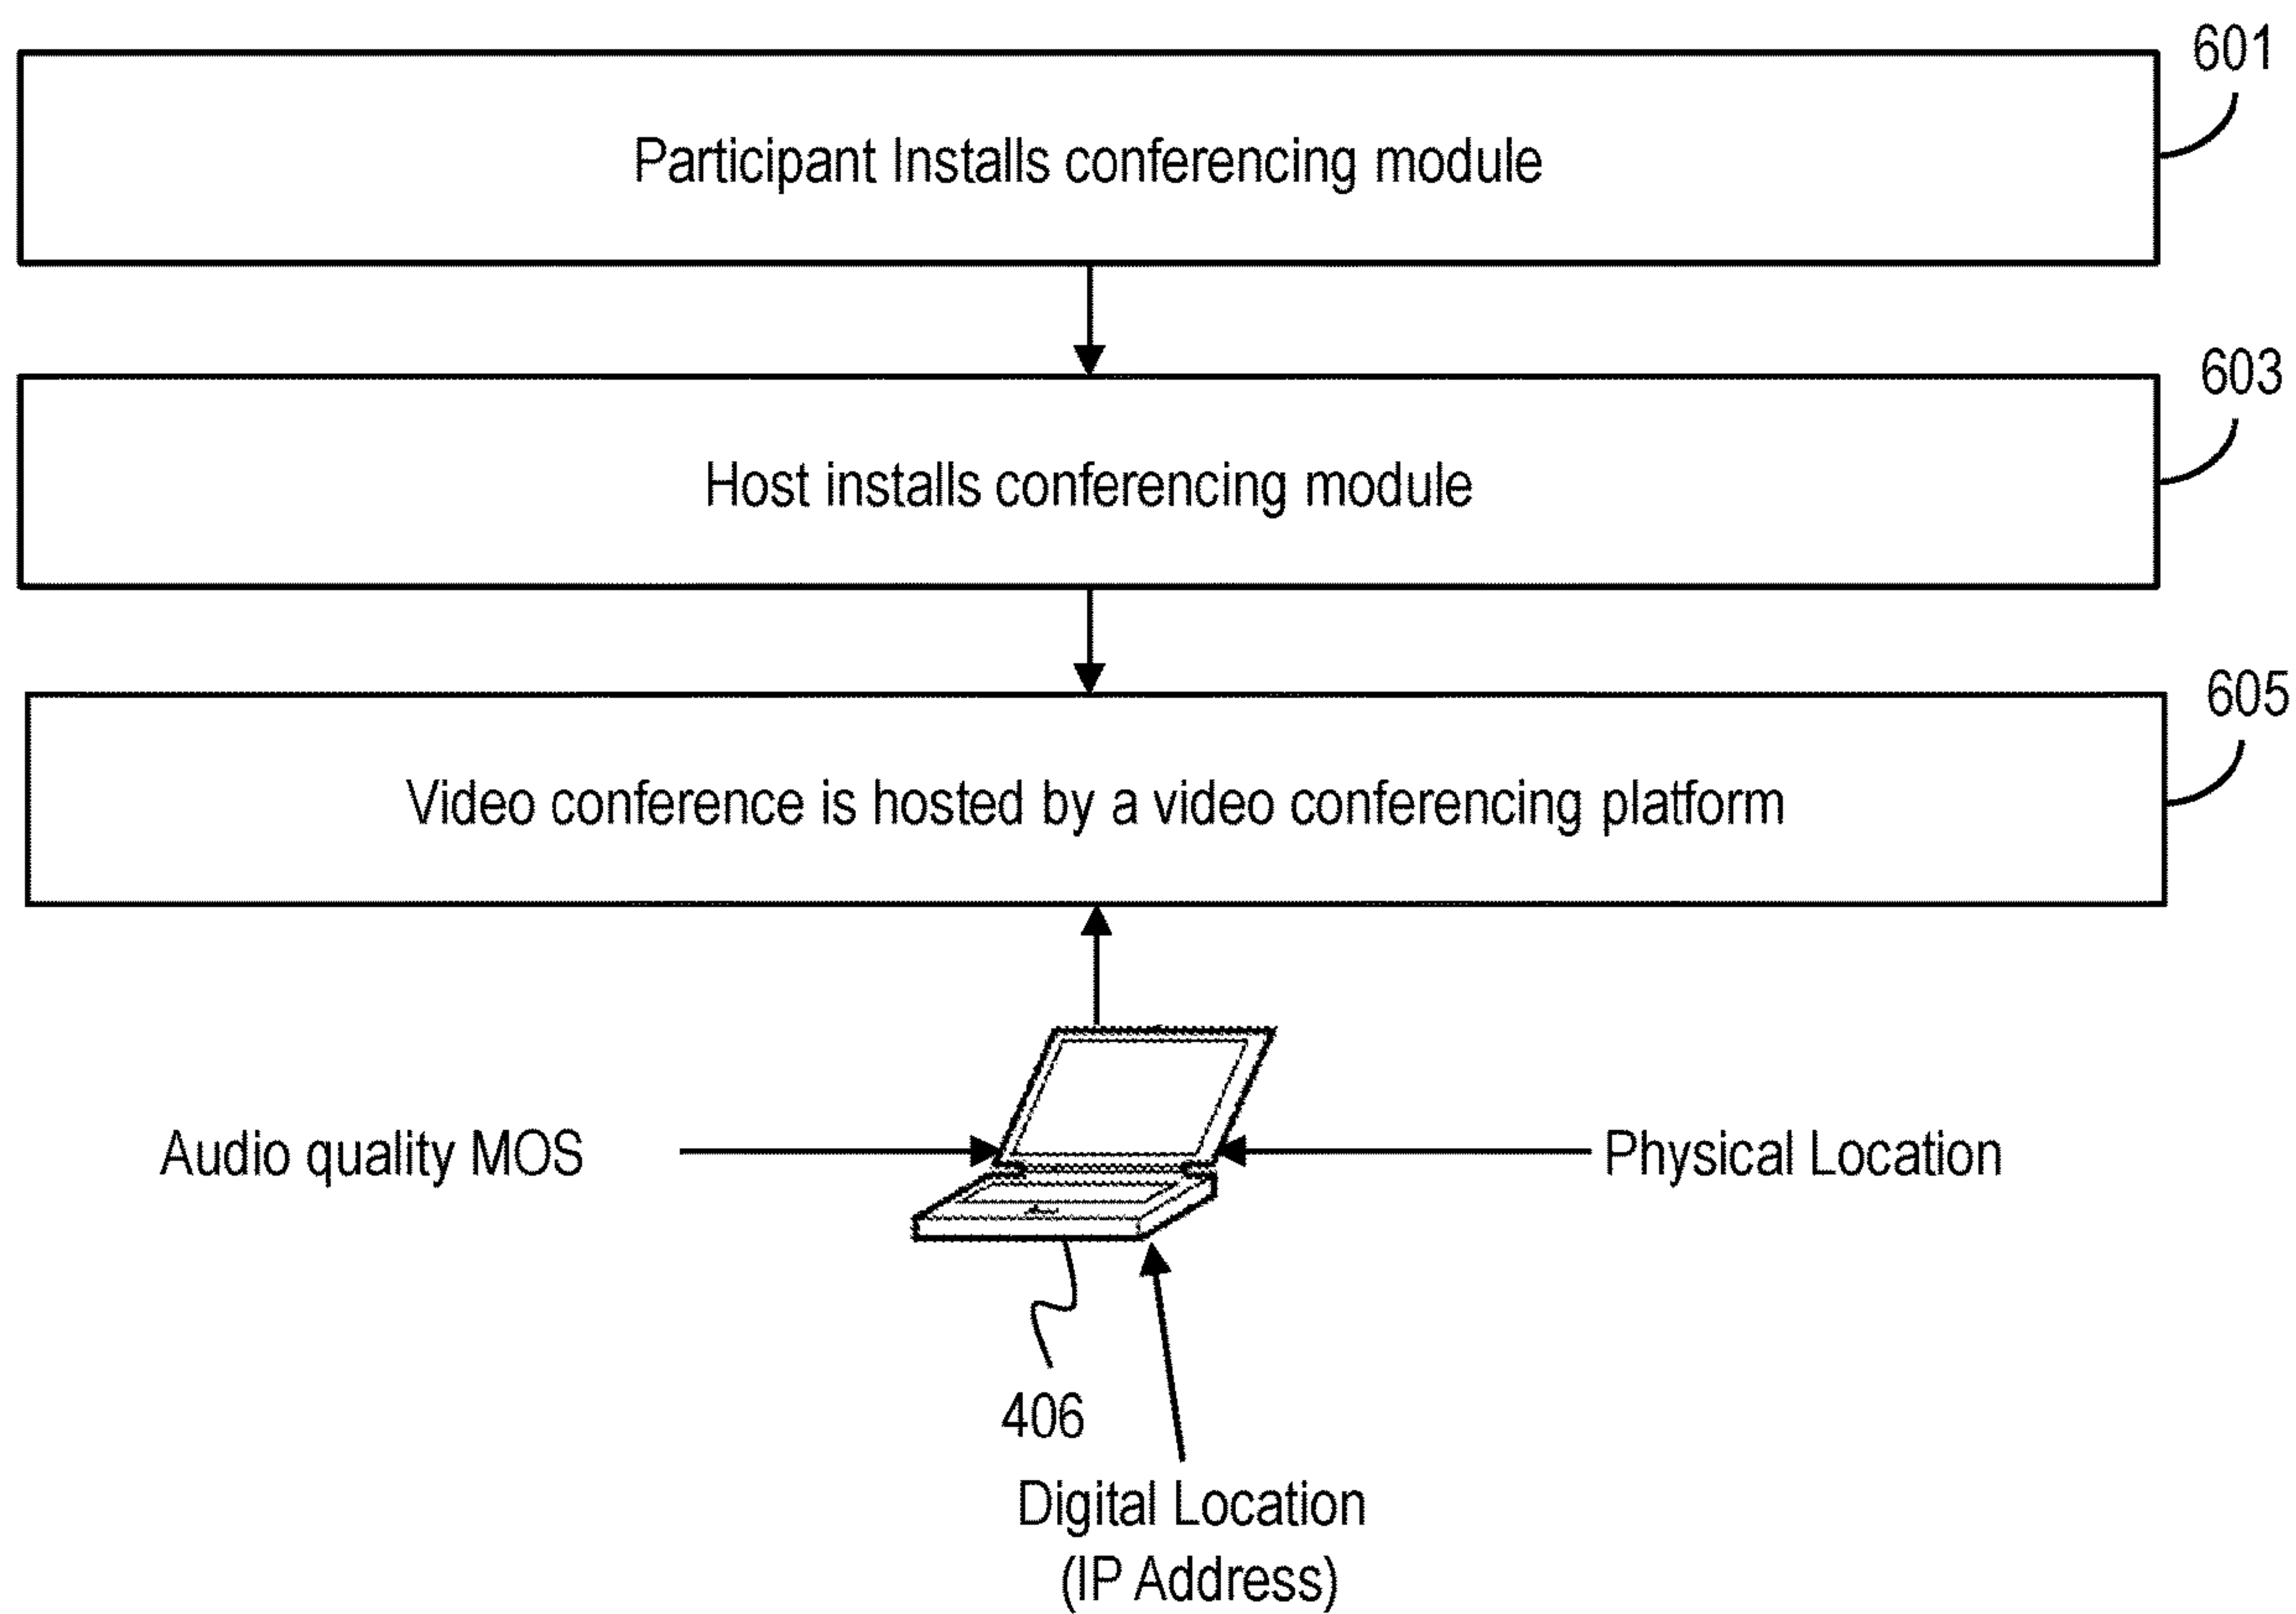 601
Participant Installs conferencing module
603
Host installs conferencing module
605
Video conference is hosted by a video conferencing platform
Audio quality MOS
Physical Location
406
Digital Location
(IP Address)